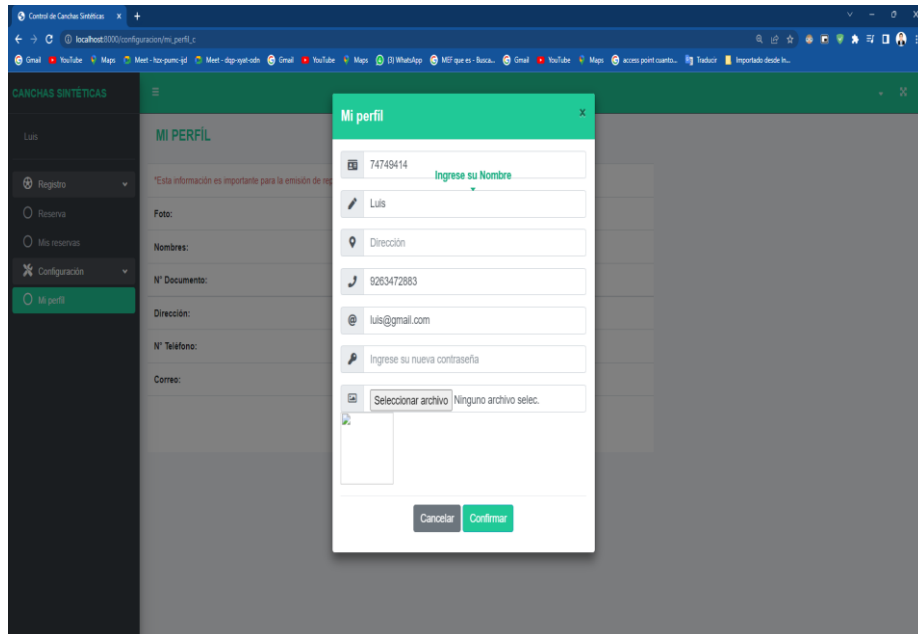 Control de Canchas Sintéticas
localhost:8000/configuracion/mi_perfil_c
Gmail YouTube Maps Meet - hzx-pumc-jid Meet - dqp-xyat-odn Gmail YouTube Maps (3) WhatsApp MEF que es - Busca... Gmail YouTube Maps access point cuanto... Traducir Importado desde In...
CANCHAS SINTÉTICAS
X
Luis
Registro
Reserva
Mis reservas
Configuración
Mi perfil
MI PERFÍL
*Esta información es importante para la emisión de
Foto:
Nombres:
N° Documento:
Dirección:
N° Teléfono:
Correo:
Mi perfil x
74749414
Ingrese su Nombre
Luis
Dirección
9263472883
@ luis@gmail.com
Ingrese su nueva contraseña
Seleccionar archivo Ninguno archivo selec.
Cancelar Confirmar